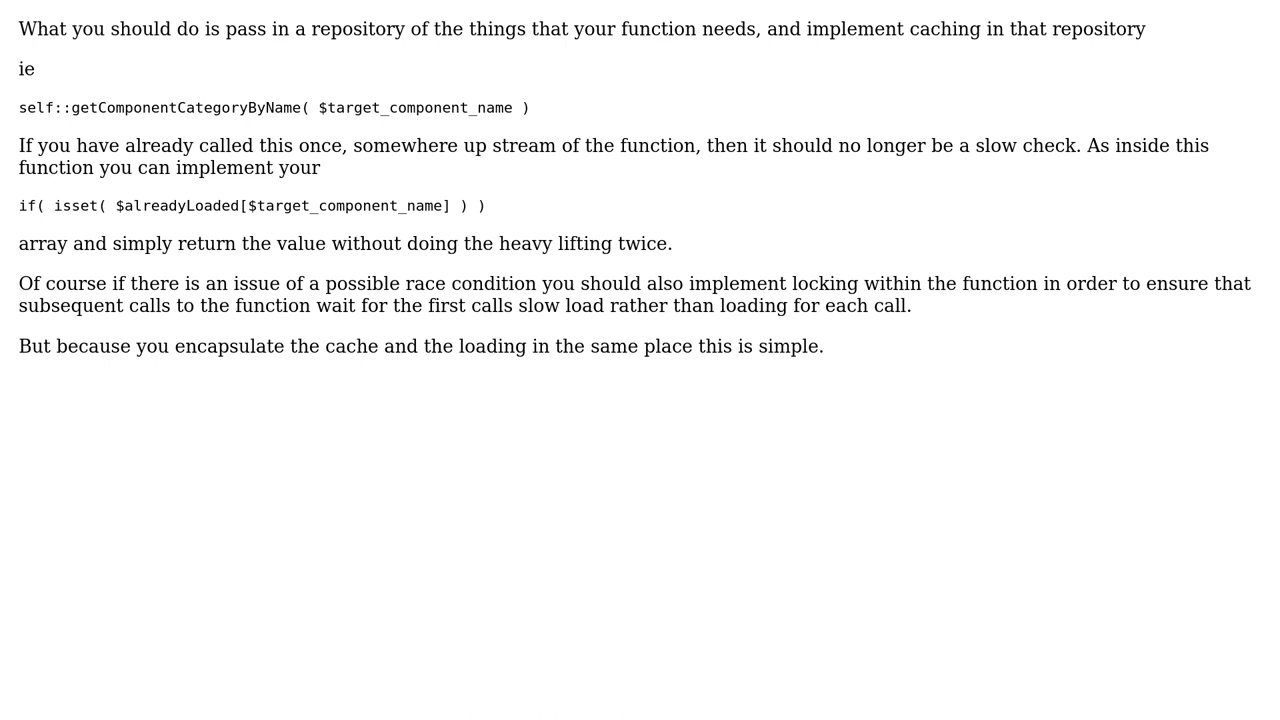 What you should do is pass in a repository of the things that your function needs, and implement caching in that repository
ie
self::getComponentCategoryByName( $target_component_name )
If you have already called this once, somewhere up stream of the function, then it should no longer be a slow check. As inside this
function you can implement your
if( isset( $alreadyLoaded[$target_component_name] ) )
array and simply return the value without doing the heavy lifting twice.
Of course if there is an issue of a possible race condition you should also implement locking within the function in order to ensure that
subsequent calls to the function wait for the first calls slow load rather than loading for each call.
But because you encapsulate the cache and the loading in the same place this is simple.